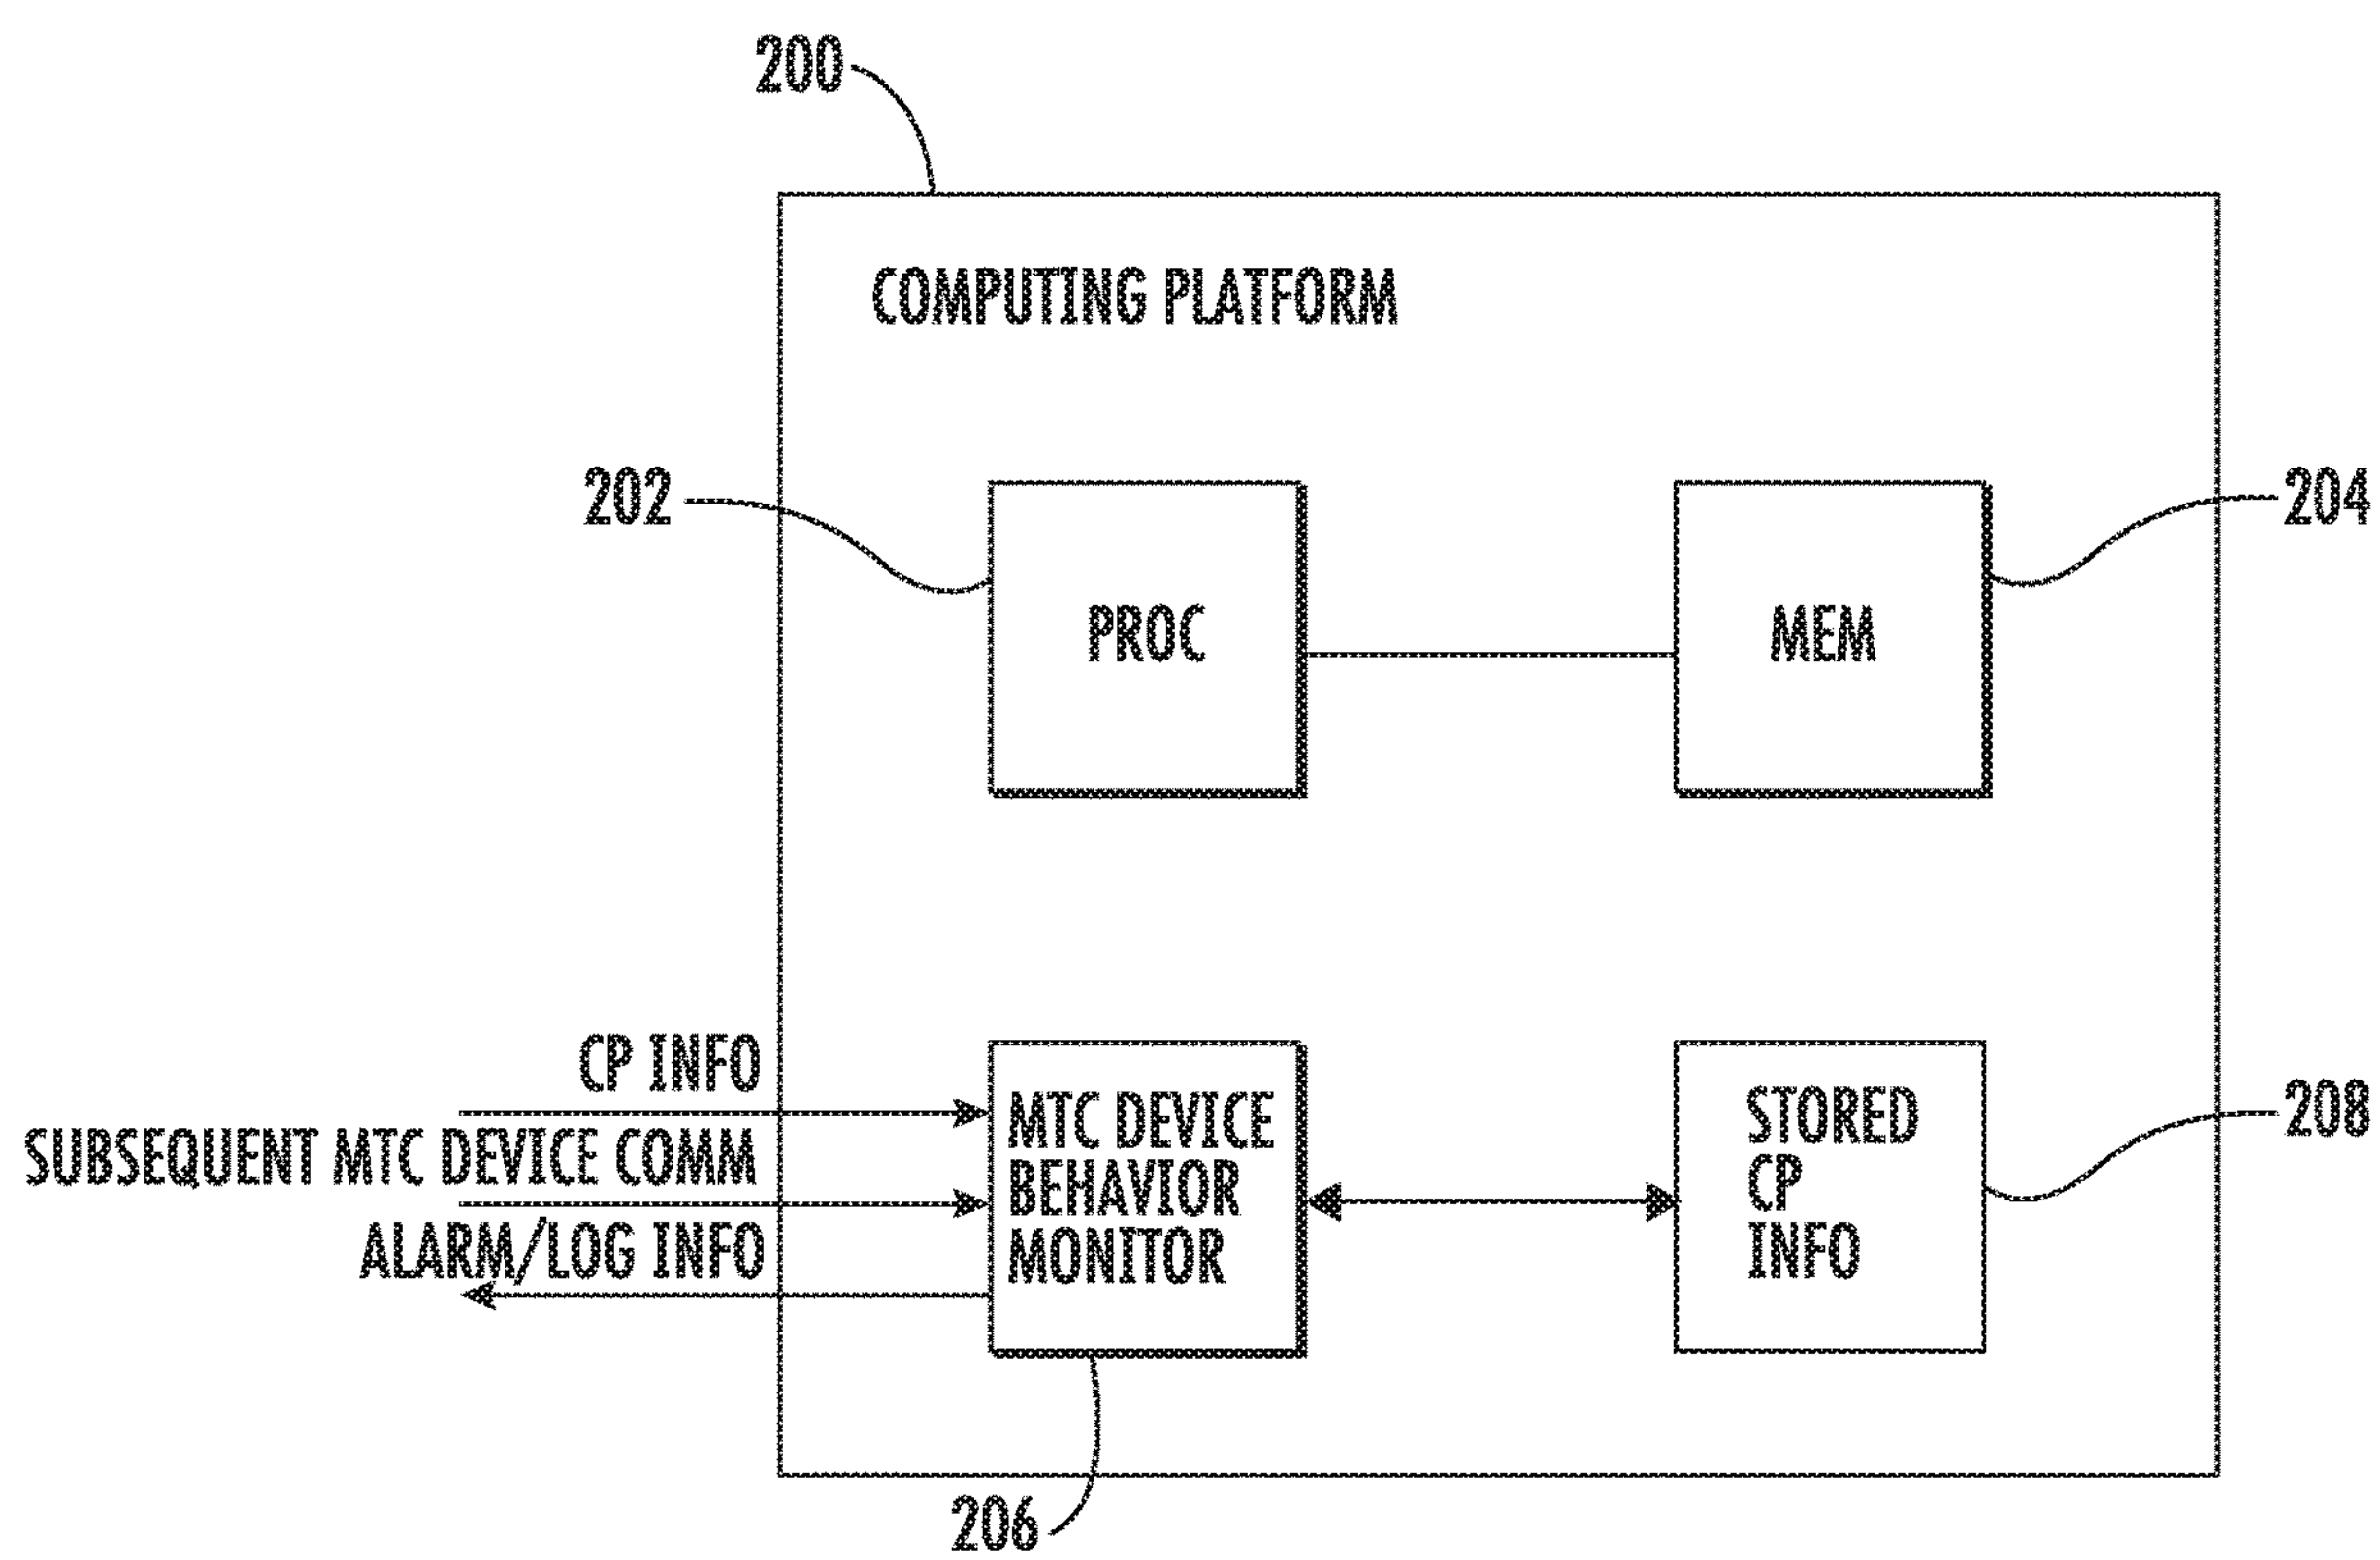 200
COMPUTING PLATFORM
202
204
PROC
MEM
CP INFO
SUBSEQUENT MTC DEVICE COMM
ALARM/LOG INFO
MTC DEVICE
BEHAVIOR
MONITOR
STORED
CP
INFO
208
206